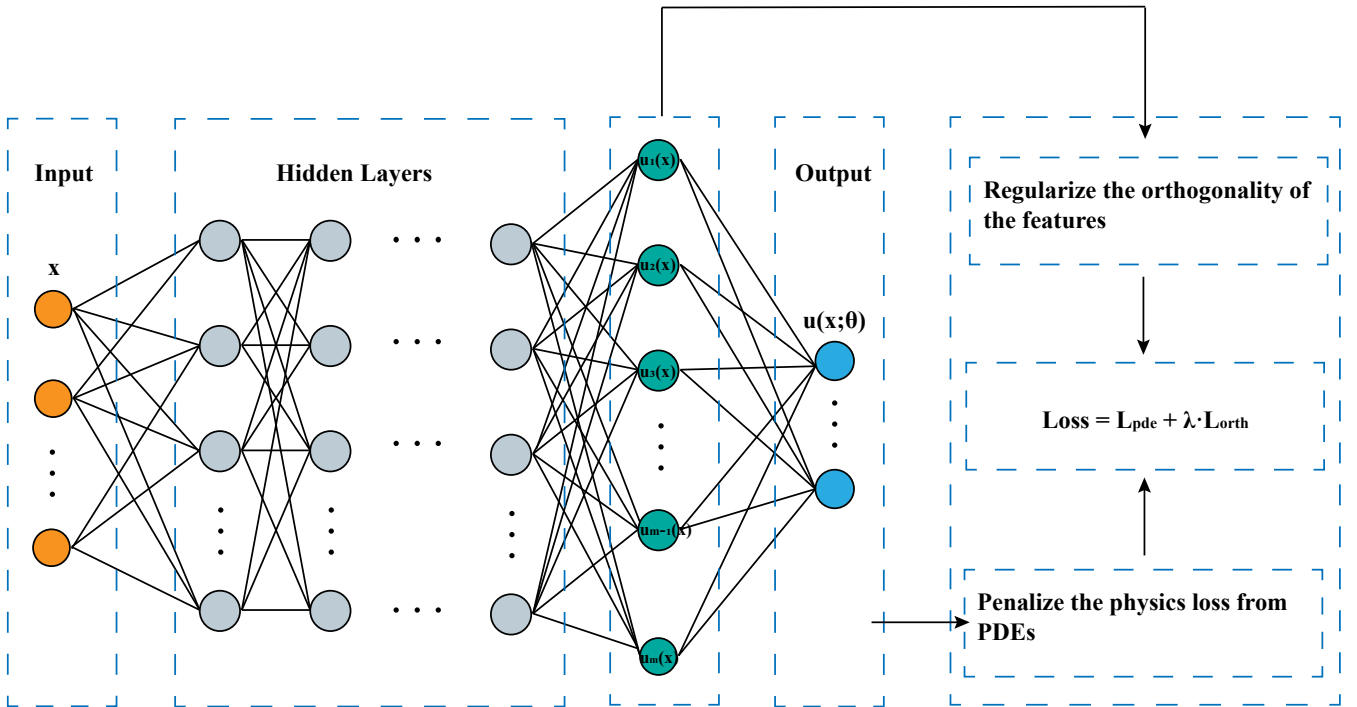 Input
x
Hidden Layers
u₁(x)
u₂(x)
u₃(x)
uₘ₋₁(x)
uₘ(x)
Output
u(x;θ)
Regularize the orthogonality of
the features
Loss = Lpde + λ·Lorth
Penalize the physics loss from
PDEs